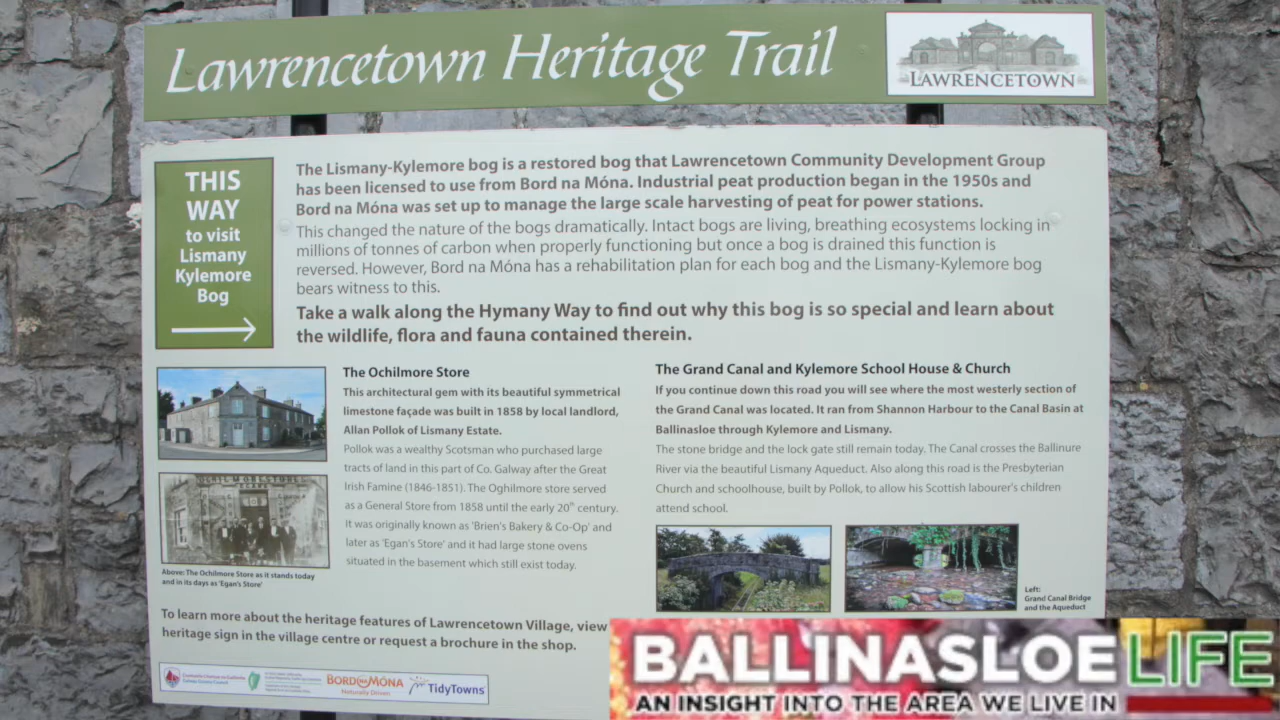 Lawrencetown Heritage Trail
LAWRENCETOWN
THIS
WAY
to visit
Lismany
Kylemore
Bog
The Lismany-Kylemore bog is a restored bog that Lawrencetown Community Development Group
has been licensed to use from Bord na Móna. Industrial peat production began in the 1950s and
Bord na Móna was set up to manage the large scale harvesting of peat for power stations.
This changed the nature of the bogs dramatically. Intact bogs are living, breathing ecosystems locking in
millions of tonnes of carbon when properly functioning but once a bog is drained this function is
reversed. However, Bord na Móna has a rehabilitation plan for each bog and the Lismany-Kylemore bog
bears witness to this.
Take a walk along the Hymany Way to find out why this bog is so special and learn about
the wildlife, flora and fauna contained therein.
The Ochilmore Store
This architectural gem with its beautiful symmetrical
limestone façade was built in 1858 by local landlord,
Allan Pollok of Lismany Estate.
Pollok was a wealthy Scotsman who purchased large
tracts of land in this part of Co. Galway after the Great
Irish Famine (1846-1851). The Oghilmore store served
as a General Store from 1858 until the early 20th century.
It was originally known as 'Brien's Bakery & Co-Op' and
later as 'Egan's Store' and it had large stone ovens
situated in the basement which still exist today.
Above: The Ochilmore Store as it stands today
and in its days as 'Egan's Store'
The Grand Canal and Kylemore School House & Church
If you continue down this road you will see where the most westerly section of
the Grand Canal was located. It ran from Shannon Harbour to the Canal Basin at
Ballinasloe through Kylemore and Lismany.
The stone bridge and the lock gate still remain today. The Canal crosses the Ballinure
River via the beautiful Lismany Aqueduct. Also along this road is the Presbyterian
Church and schoolhouse, built by Pollok, to allow his Scottish labourer's children
attend school.
Left:
Grand Canal Bridge
and the Aqueduct
To learn more about the heritage features of Lawrencetown Village, view
heritage sign in the village centre or request a brochure in the shop.
BORD NA MÓNA
Naturally Driven
TidyTowns
BALLINASLOE LIFE
AN INSIGHT INTO THE AREA WE LIVE IN